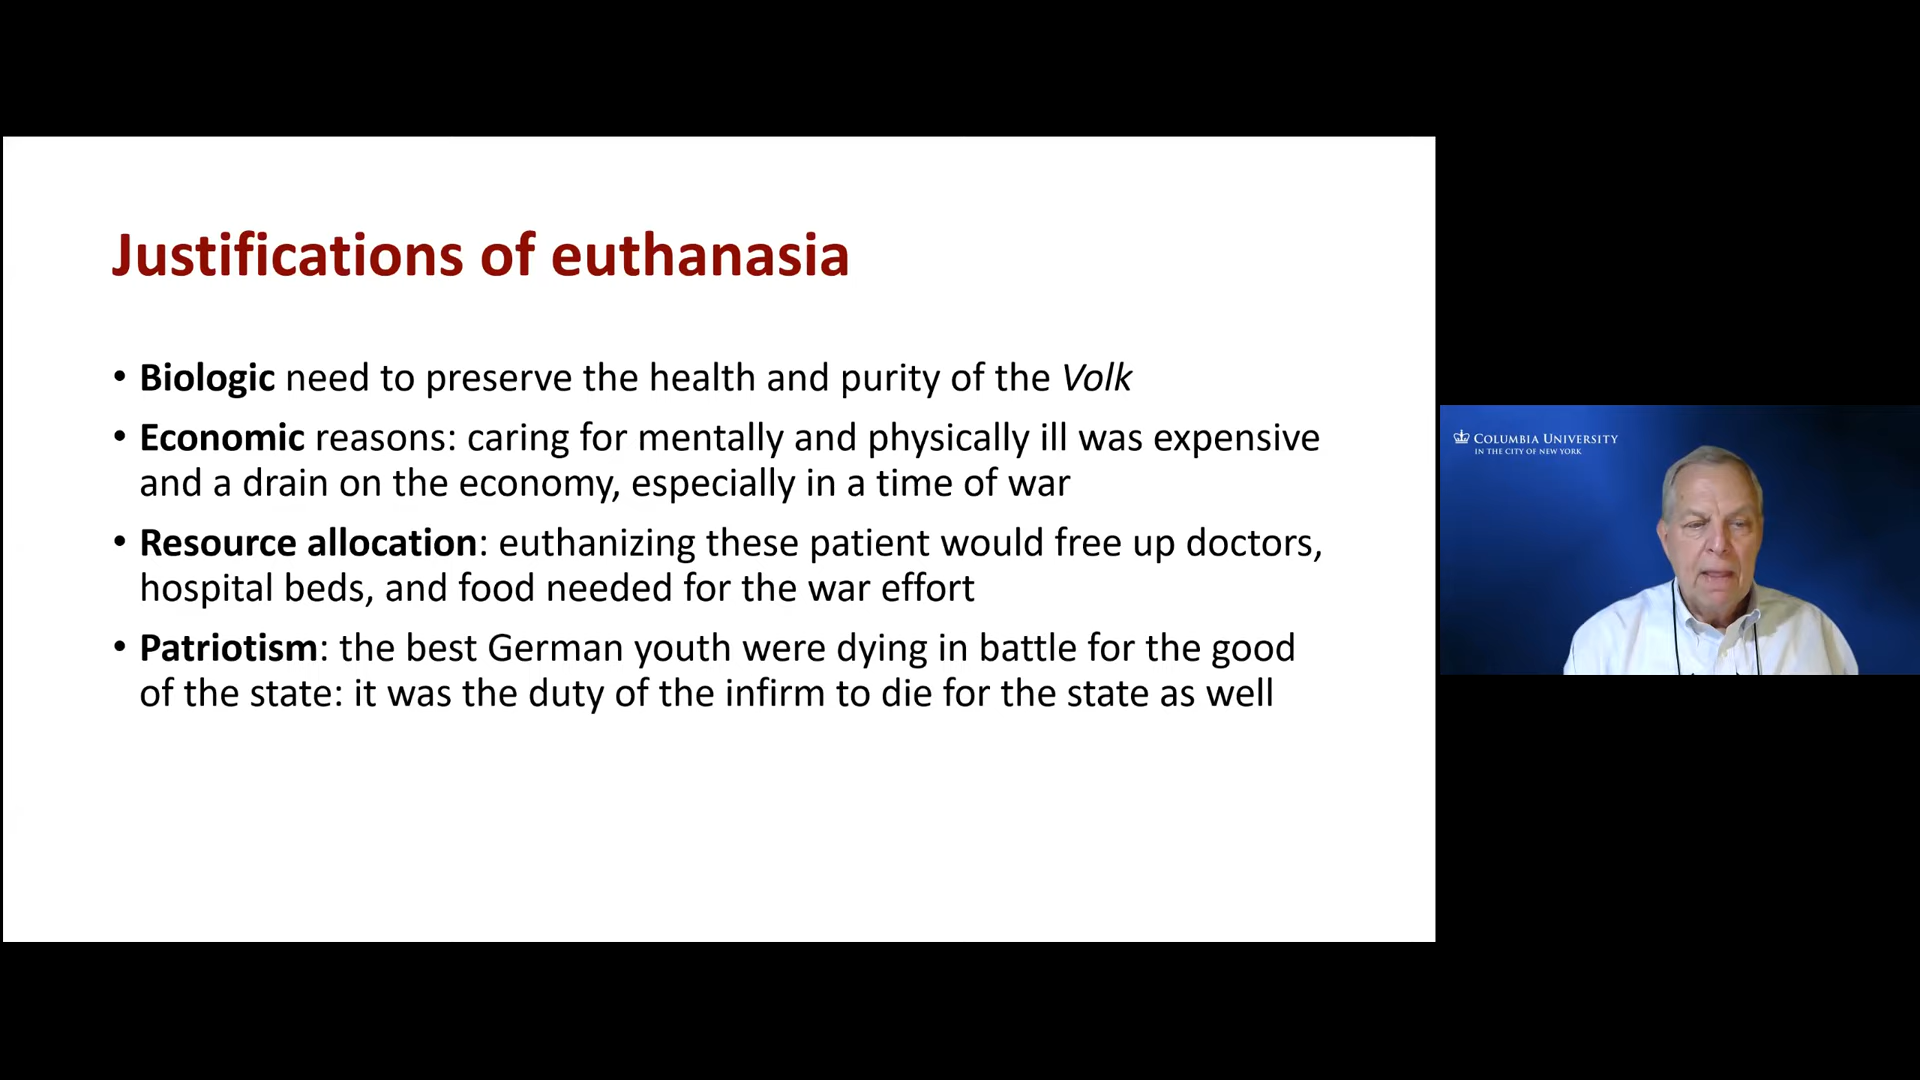 Justifications of euthanasia
• Biologic need to preserve the health and purity of the Volk
• Economic reasons: caring for mentally and physically ill was expensive
and a drain on the economy, especially in a time of war
• Resource allocation: euthanizing these patient would free up doctors,
hospital beds, and food needed for the war effort
• Patriotism: the best German youth were dying in battle for the good
of the state: it was the duty of the infirm to die for the state as well
COLUMBIA UNIVERSITY
IN THE CITY OF NEW YORK